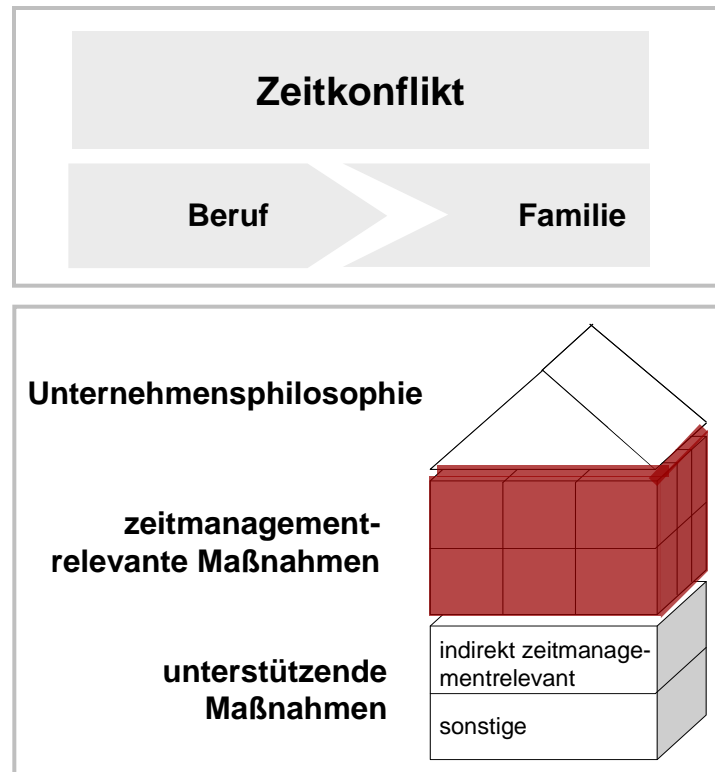 Zeitkonflikt
Beruf
Familie
Unternehmensphilosophie
zeitmanagement-
relevante Maßnahmen
unterstützende
Maßnahmen
indirekt zeitmanage-
mentrelevant
sonstige